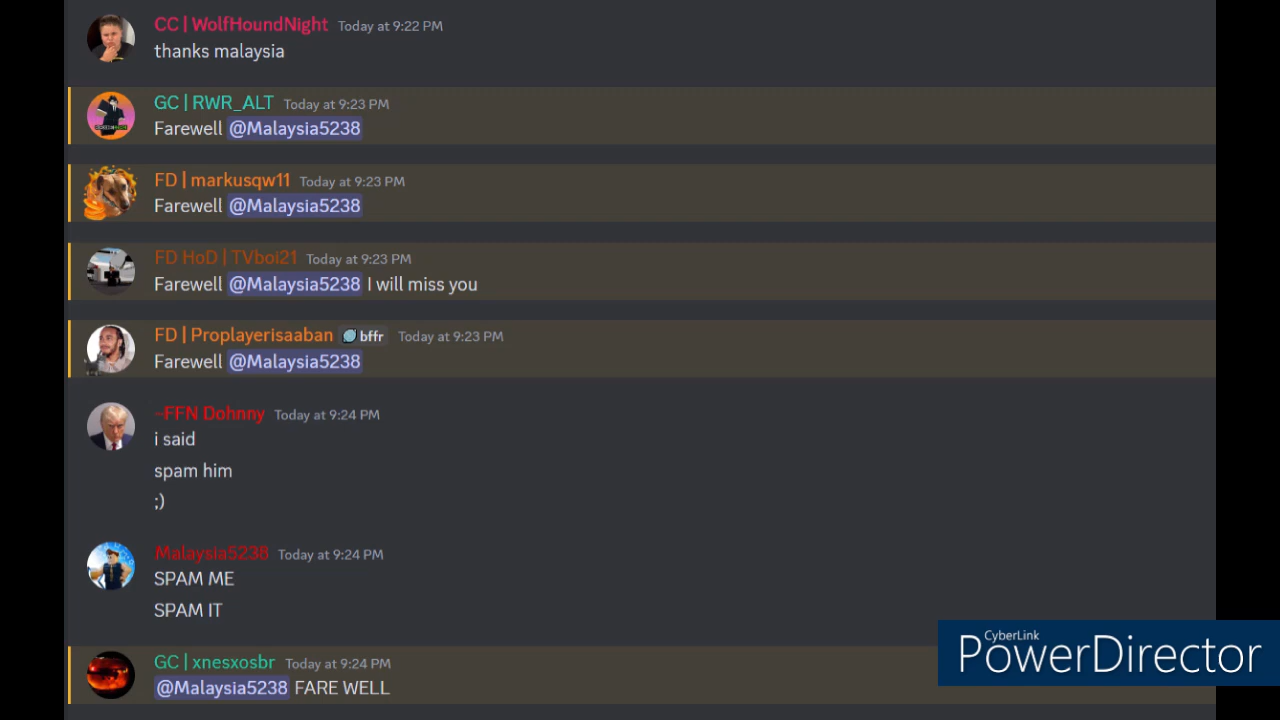 CC | WolfHoundNight Today at 9:22 PM
thanks malaysia
GC | RWR_ALT Today at 9:23 PM
Farewell @Malaysia5238
FD | markusqw11 Today at 9:23 PM
Farewell @Malaysia5238
FD HoD | TVboi21 Today at 9:23 PM
Farewell @Malaysia5238 I will miss you
FD | Proplayerisaaban bffr Today at 9:23 PM
Farewell @Malaysia5238
~FFN Dohnny Today at 9:24 PM
i said
spam him
;)
Malaysia5238 Today at 9:24 PM
SPAM ME
SPAM IT
GC | xnesxosbr Today at 9:24 PM
@Malaysia5238 FARE WELL
CyberLink
PowerDirector